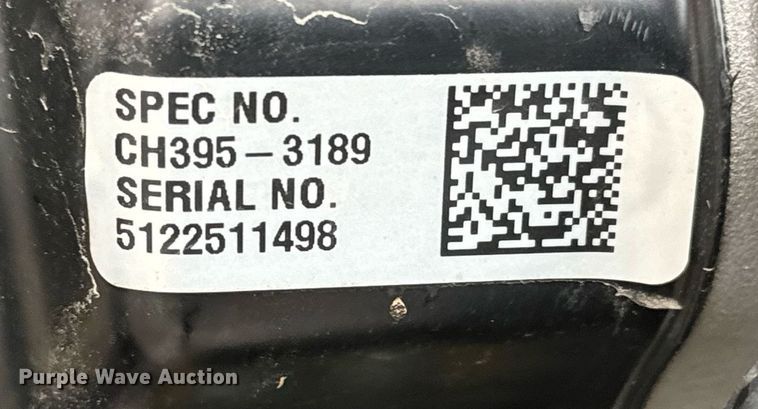 SPEC NO.
CH395-3189
SERIAL NO.
5122511498
Purple Wave Auction